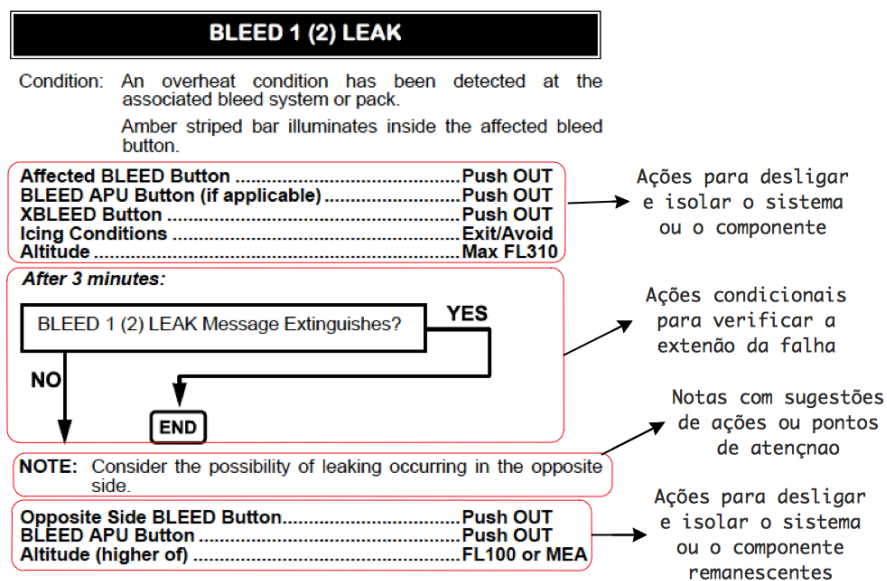 BLEED 1 (2) LEAK
Condition: An overheat condition has been detected at the
associated bleed system or pack.
Amber striped bar illuminates inside the affected bleed
button.
Affected BLEED Button ............................................Push OUT
BLEED APU Button (if applicable) ..........................Push OUT
XBLEED Button ......................................................Push OUT
Icing Conditions .....................................................Exit/Avoid
Altitude ...................................................................Max FL310
Ações para desligar
e isolar o sistema
ou o componente
After 3 minutes:
BLEED 1 (2) LEAK Message Extinguishes?
YES
NO
END
Ações condicionais
para verificar a
extenão da falha
NOTE: Consider the possibility of leaking occurring in the opposite
side.
Notas com sugestões
de ações ou pontos
de atençnao
Opposite Side BLEED Button..................................Push OUT
BLEED APU Button .................................................Push OUT
Altitude (higher of) .................................................FL100 or MEA
Ações para desligar
e isolar o sistema
ou o componente
remanescentes